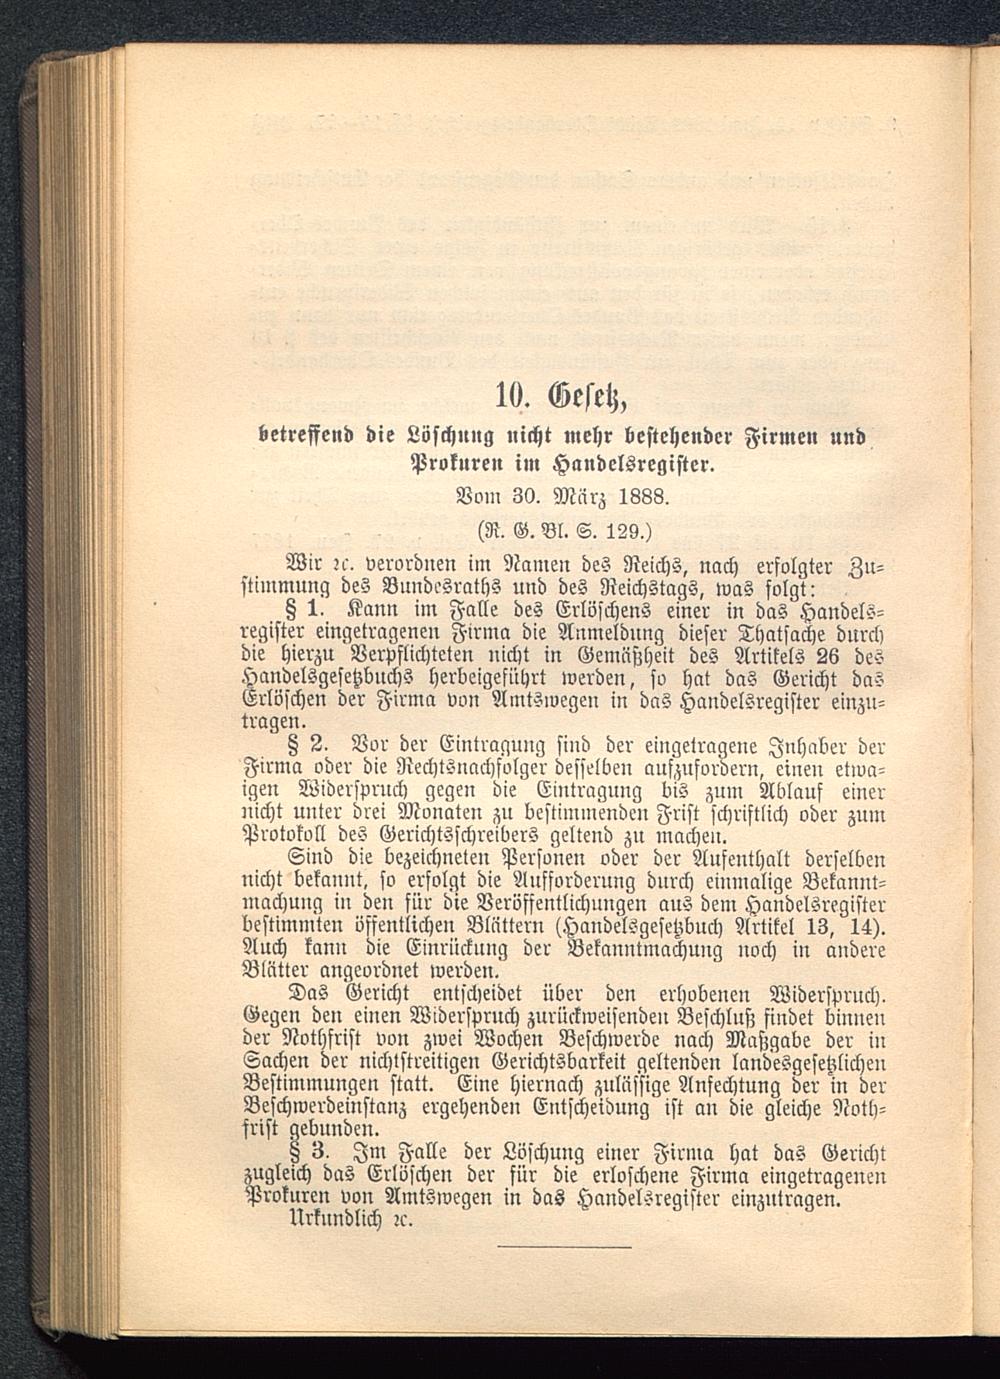 10. Gesetz,
betreffend die Löschung nicht mehr bestehender Firmen und
Prokuren im Handelsregister.
Vom 30. März 1888.
(R. G. Bl. S. 129.)
Wir ꝛc. verordnen im Namen des Reichs, nach erfolgter Zu-
stimmung des Bundesraths und des Reichstags, was folgt:
§ 1. Kann im Falle des Erlöschens einer in das Handels-
register eingetragenen Firma die Anmeldung dieser Thatsache durch
die hierzu Verpflichteten nicht in Gemäßheit des Artikels 26 des
Handelsgesetzbuchs herbeigeführt werden, so hat das Gericht das
Erlöschen der Firma von Amtswegen in das Handelsregister einzu-
tragen.
§ 2. Vor der Eintragung sind der eingetragene Inhaber der
Firma oder die Rechtsnachfolger desselben aufzufordern, einen etwa-
igen Widerspruch gegen die Eintragung bis zum Ablauf einer
nicht unter drei Monaten zu bestimmenden Frist schriftlich oder zum
Protokoll des Gerichtsschreibers geltend zu machen.
Sind die bezeichneten Personen oder der Aufenthalt derselben
nicht bekannt, so erfolgt die Aufforderung durch einmalige Bekannt-
machung in den für die Veröffentlichungen aus dem Handelsregister
bestimmten öffentlichen Blättern (Handelsgesetzbuch Artikel 13, 14).
Auch kann die Einrückung der Bekanntmachung noch in andere
Blätter angeordnet werden.
Das Gericht entscheidet über den erhobenen Widerspruch.
Gegen den einen Widerspruch zurückweisenden Beschluß findet binnen
der Nothfrist von zwei Wochen Beschwerde nach Maßgabe der in
Sachen der nichtstreitigen Gerichtsbarkeit geltenden landesgesetzlichen
Bestimmungen statt. Eine hiernach zulässige Anfechtung der in der
Beschwerdeinstanz ergehenden Entscheidung ist an die gleiche Noth-
frist gebunden.
§ 3. Im Falle der Löschung einer Firma hat das Gericht
zugleich das Erlöschen der für die erloschene Firma eingetragenen
Prokuren von Amtswegen in das Handelsregister einzutragen.
Urkundlich ꝛc.